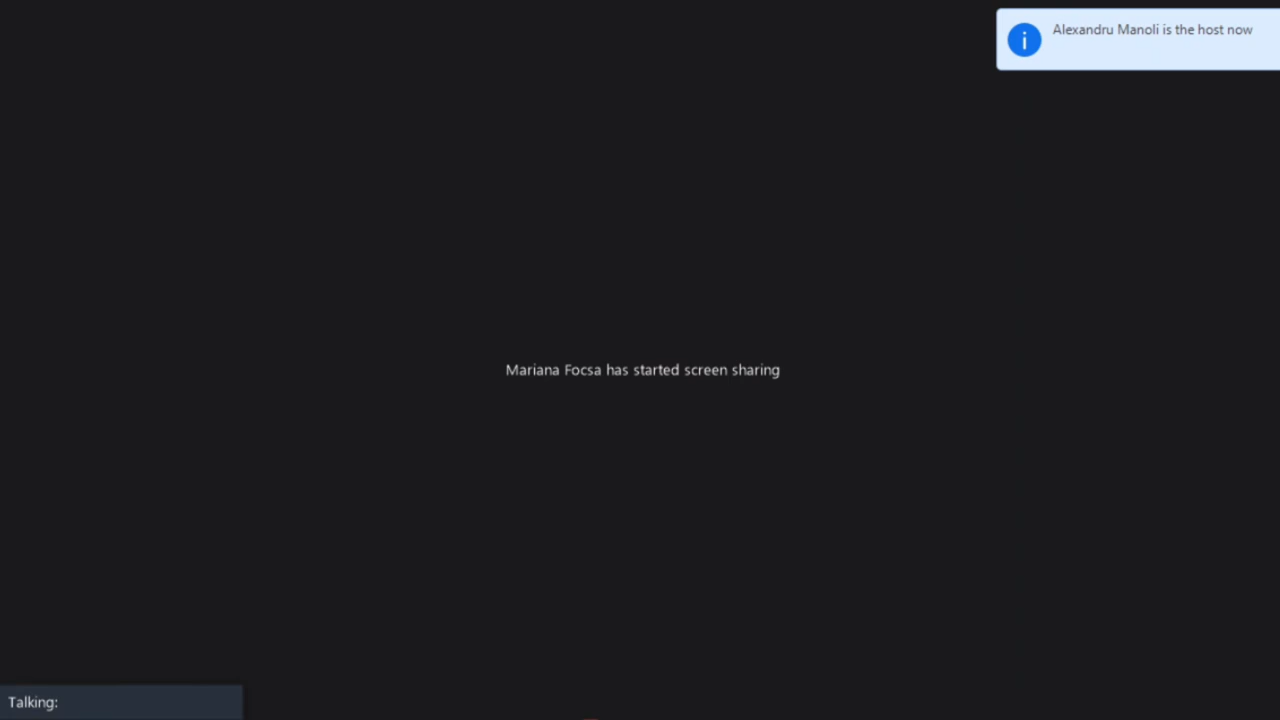 Alexandru Manoli is the host now
Mariana Focsa has started screen sharing
Talking: